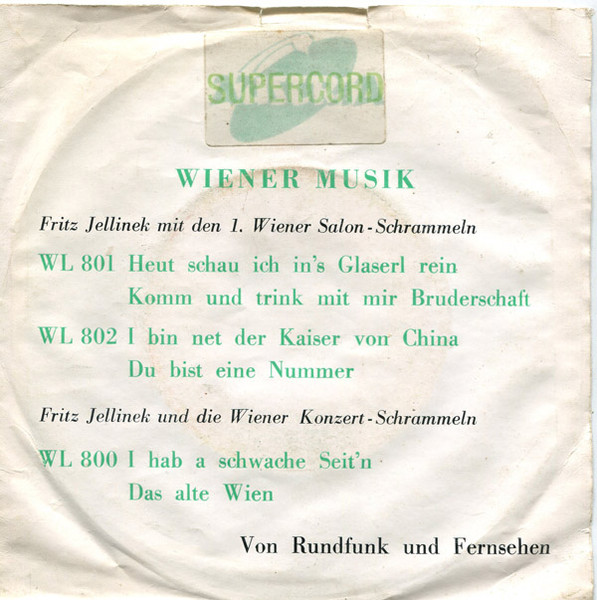 SUPERCORD
WIENER MUSIK
Fritz Jellinek mit den 1. Wiener Salon-Schrammeln
WL 801 Heut schau ich in's Glaserl rein
Komm und trink mit mir Bruderschaft
WL 802 I bin net der Kaiser von China
Du bist eine Nummer
Fritz Jellinek und die Wiener Konzert-Schrammeln
WL 800 I hab a schwache Seit'n
Das alte Wien
Von Rundfunk und Fernsehen